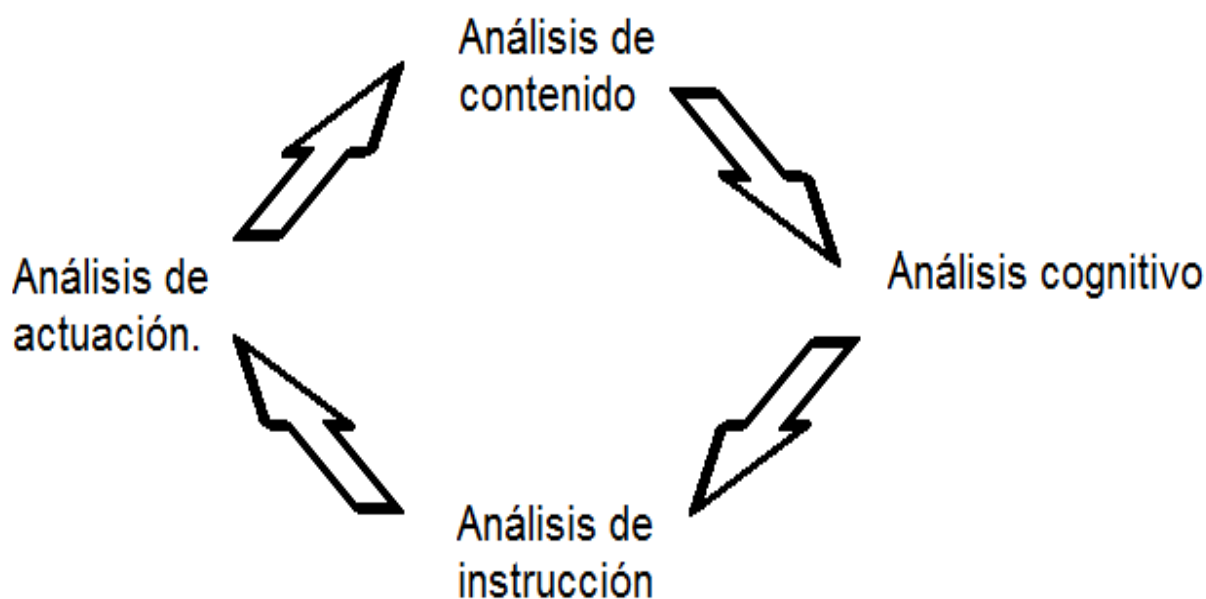 Análisis de
contenido
Análisis cognitivo
Análisis de
actuación.
Análisis de
instrucción